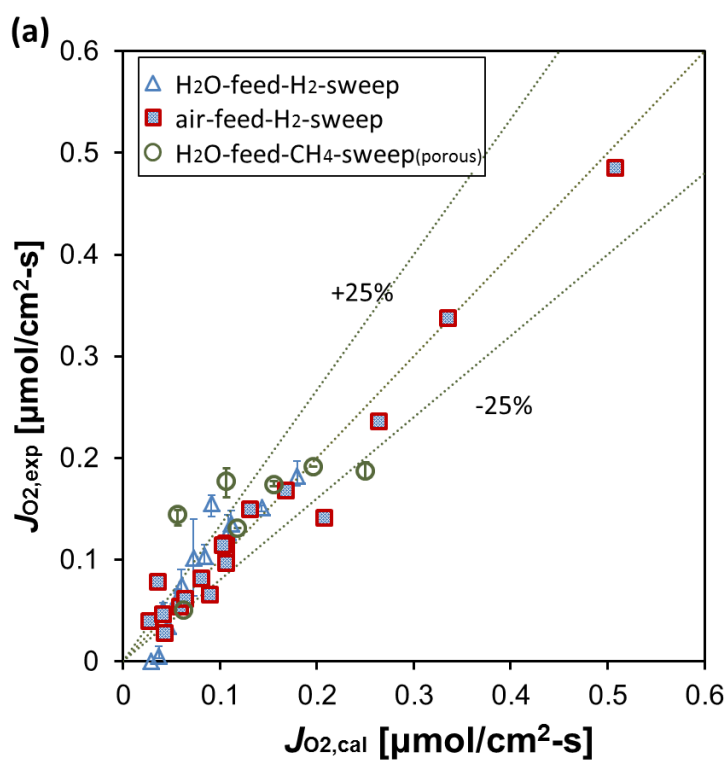 (a)
0.6
0.5
0.4
0.3
0.2
0.1
0
H2O-feed-H2-sweep
air-feed-H2-sweep
H2O-feed-CH4-sweep(porous)
+25%
-25%
JO2,exp [µmol/cm2-s]
0 0.1 0.2 0.3 0.4 0.5 0.6
JO2,cal [µmol/cm2-s]